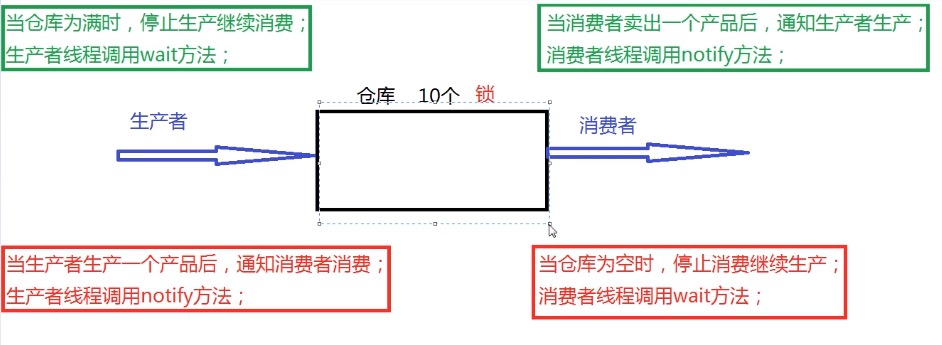 当仓库为满时，停止生产继续消费；
生产者线程调用wait方法；
当消费者卖出一个产品后，通知生产者生产；
消费者线程调用notify方法；
仓库 10个 锁
生产者
消费者
当生产者生产一个产品后，通知消费者消费；
生产者线程调用notify方法；
当仓库为空时，停止消费继续生产；
消费者线程调用wait方法；